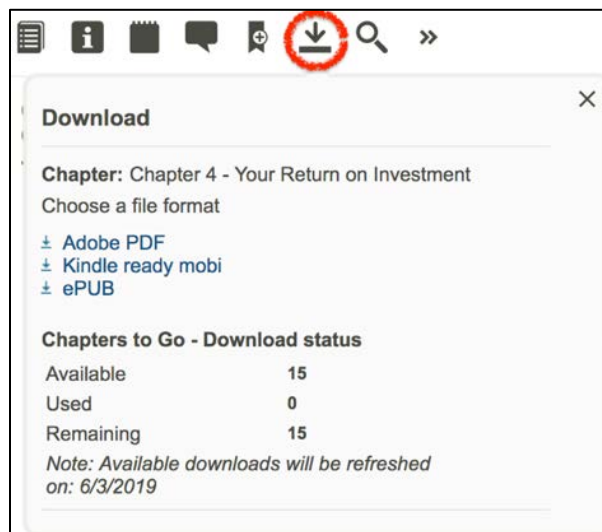 Download
Chapter: Chapter 4 - Your Return on Investment
Choose a file format
Adobe PDF
Kindle ready mobi
ePUB
Chapters to Go - Download status
Available 15
Used 0
Remaining 15
Note: Available downloads will be refreshed
on: 6/3/2019